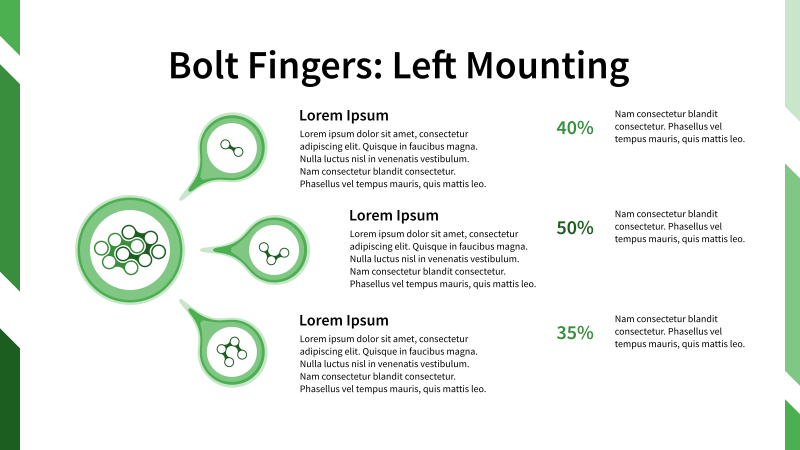 Bolt Fingers: Left Mounting
Lorem Ipsum
Lorem ipsum dolor sit amet, consectetur
adipiscing elit. Quisque in faucibus magna.
Nulla luctus nisl in venenatis vestibulum.
Nam consectetur blandit consectetur.
Phasellus vel tempus mauris, quis mattis leo.
40%
Nam consectetur blandit
consectetur. Phasellus vel
tempus mauris, quis mattis leo.
Lorem Ipsum
Lorem ipsum dolor sit amet, consectetur
adipiscing elit. Quisque in faucibus magna.
Nulla luctus nisl in venenatis vestibulum.
Nam consectetur blandit consectetur.
Phasellus vel tempus mauris, quis mattis leo.
50%
Nam consectetur blandit
consectetur. Phasellus vel
tempus mauris, quis mattis leo.
Lorem Ipsum
Lorem ipsum dolor sit amet, consectetur
adipiscing elit. Quisque in faucibus magna.
Nulla luctus nisl in venenatis vestibulum.
Nam consectetur blandit consectetur.
Phasellus vel tempus mauris, quis mattis leo.
35%
Nam consectetur blandit
consectetur. Phasellus vel
tempus mauris, quis mattis leo.